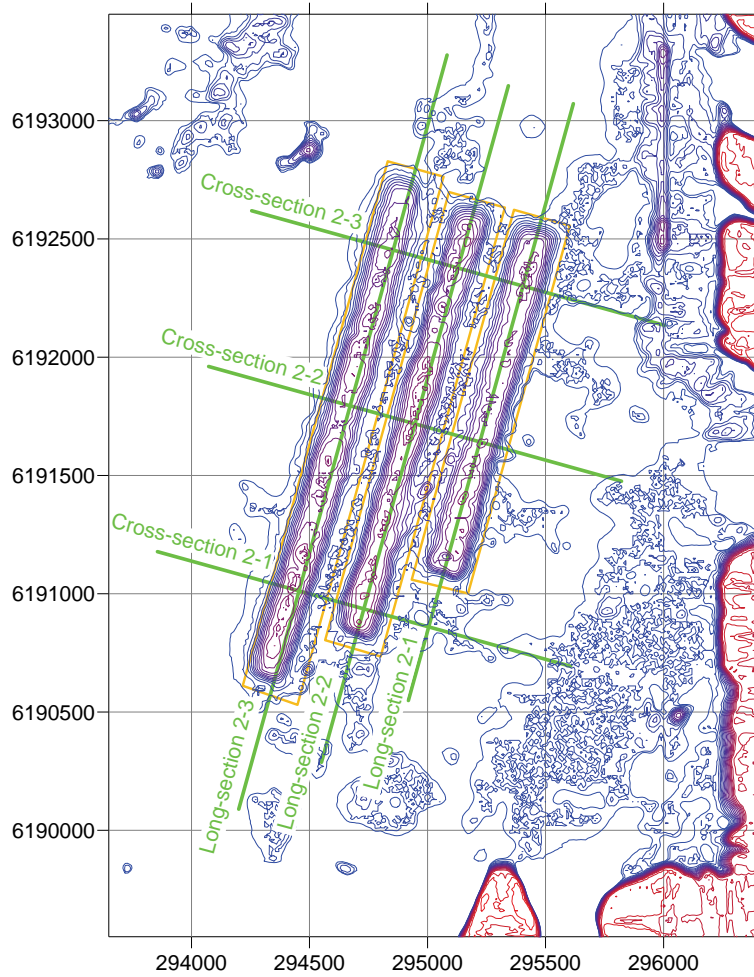 6193000
Cross-section 2-3
6192500
6192000
Cross-section 2-2
6191500
Cross-section 2-1
6191000
6190500
Long-section 2-3
Long-section 2-2
Long-section 2-1
6190000
294000
294500
295000
295500
296000